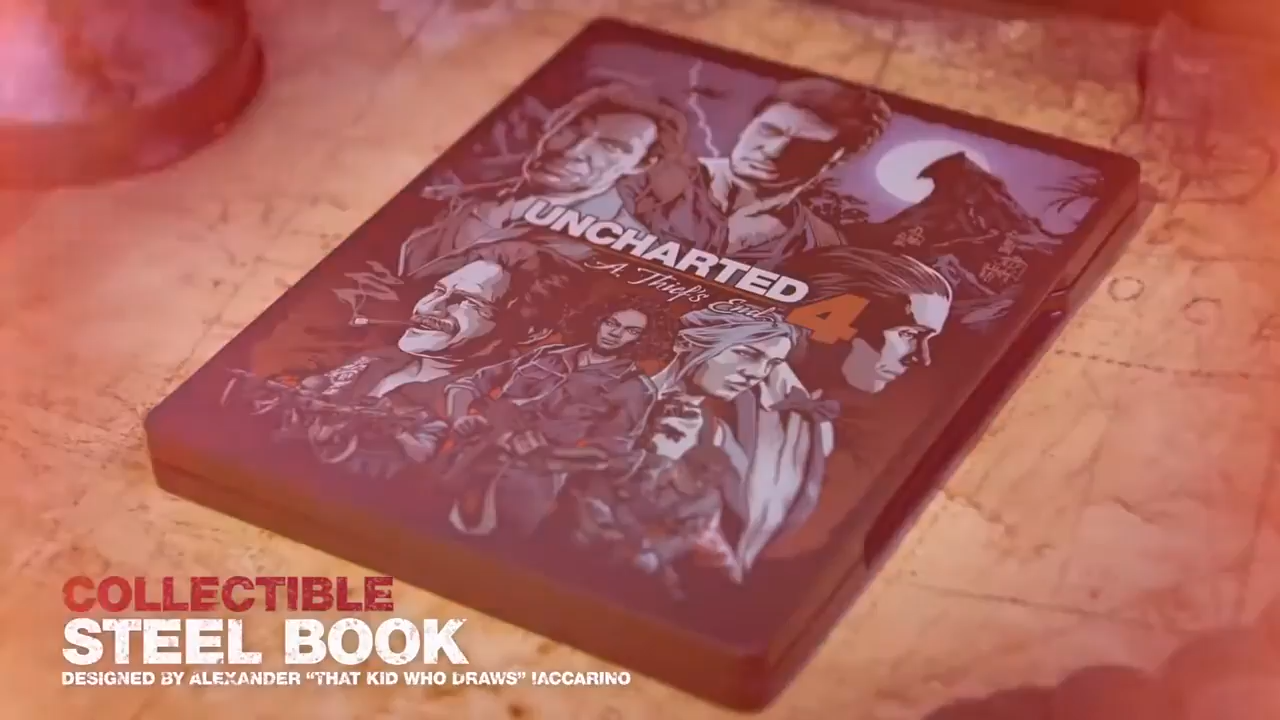 UNCHARTED
A Thief's End 4
COLLECTIBLE
STEEL BOOK
DESIGNED BY ALEXANDER "THAT KID WHO DRAWS" IACCARINO